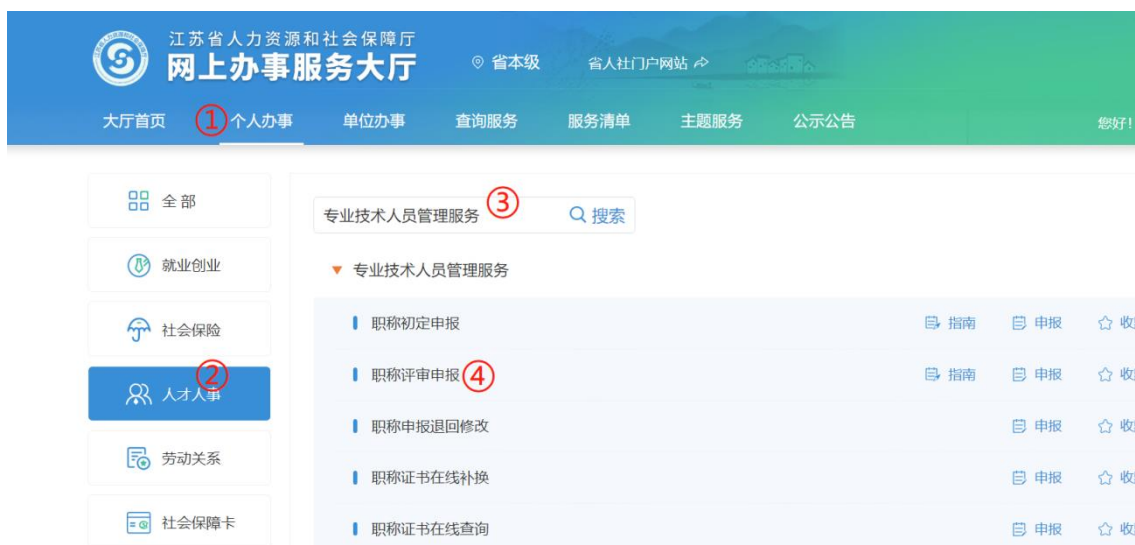 江苏省人力资源和社会保障厅
网上办事服务大厅
省本级
省人社门户网站
大厅首页 ① 个人办事 单位办事 查询服务 服务清单 主题服务 公示公告 您好!
全部
就业创业
社会保险
② 人才人事
劳动关系
社会保障卡
专业技术人员管理服务 ③ 搜索
专业技术人员管理服务
职称初定申报 指南 申报 收
职称评审申报 ④ 指南 申报 收
职称申报退回修改 申报 收
职称证书在线补换 申报 收
职称证书在线查询 申报 收